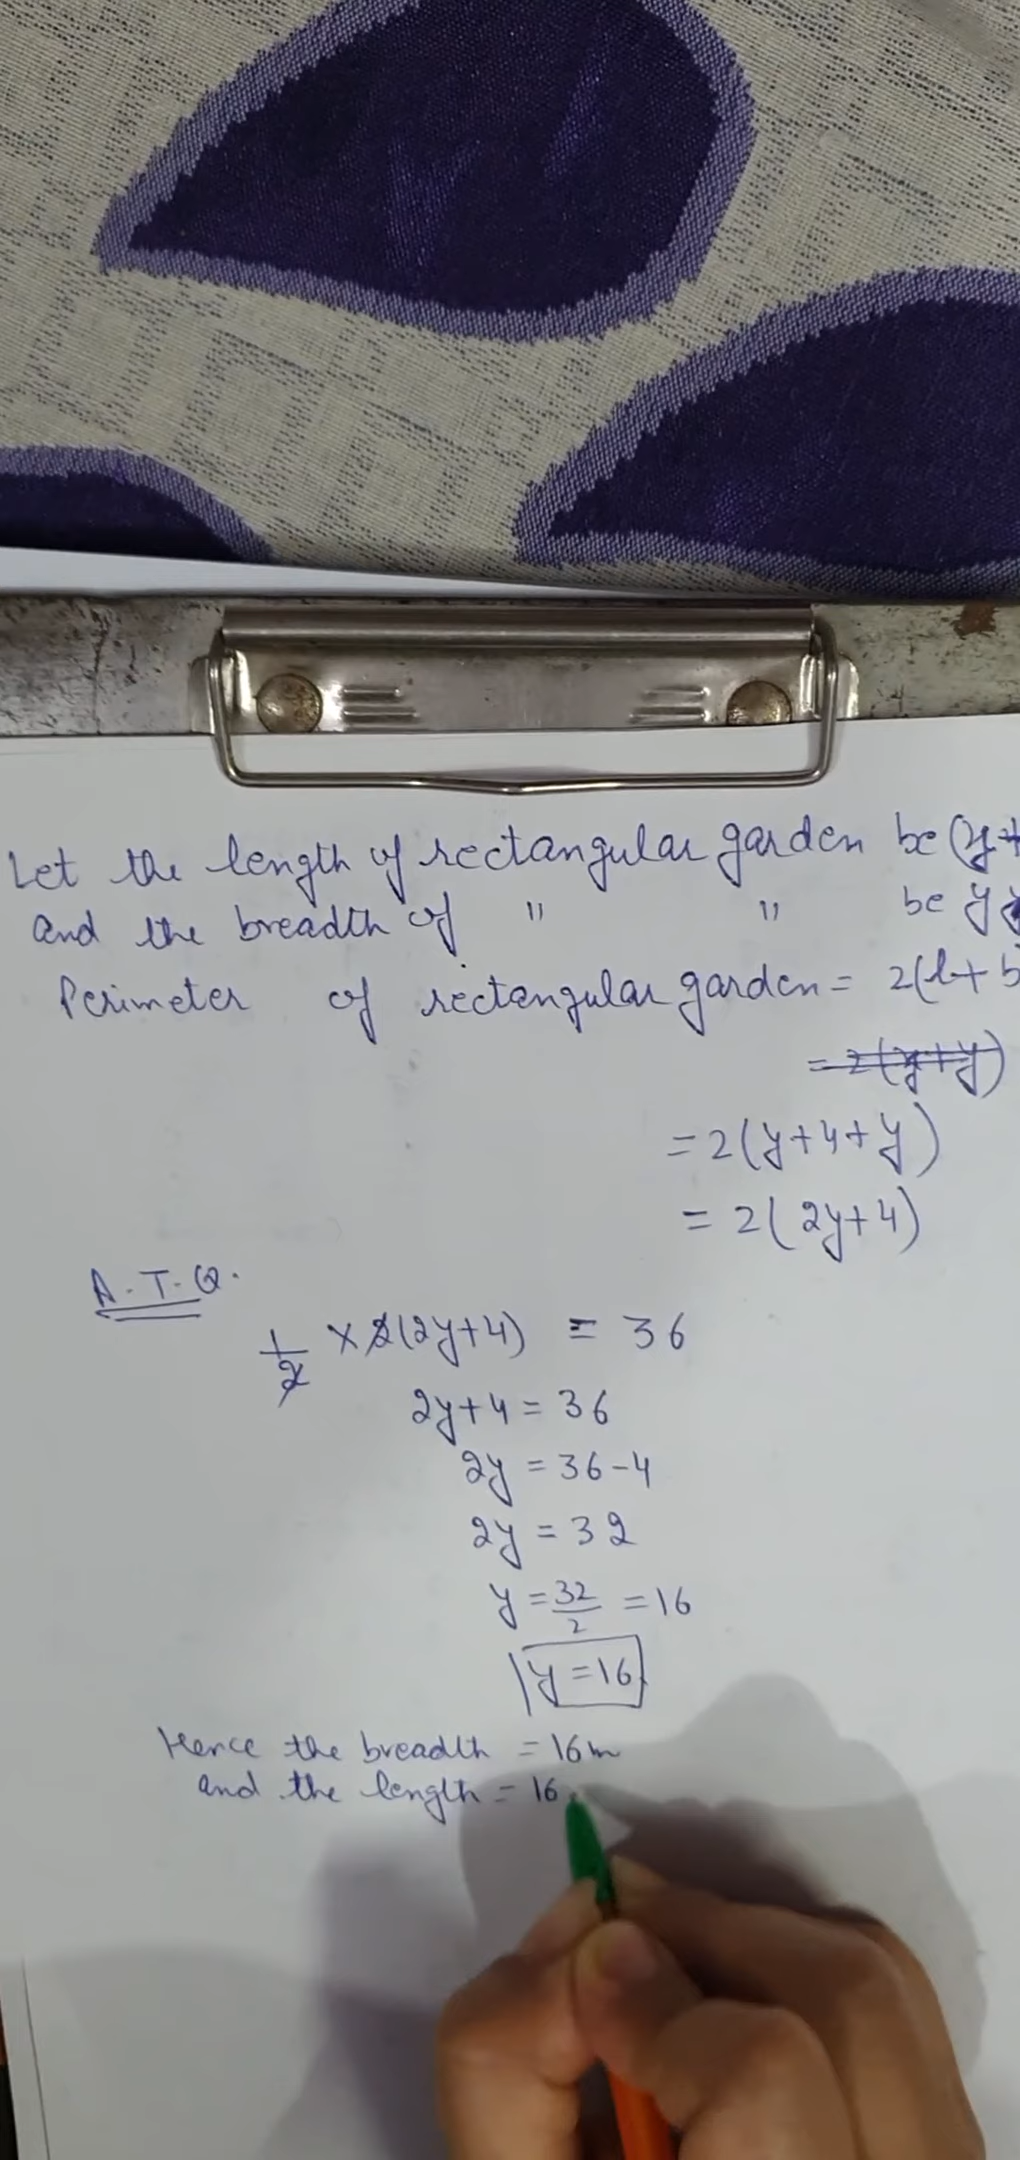 Let the length of rectangular garden be (y+
and the breadth of " " be y
Perimeter of rectangular garden = 2(l+b
= 2(y+y)
= 2(y+4+y)
= 2(2y+4)
A.T.Q.
1/2 × 2(2y+4) = 36
2y+4 = 36
2y = 36-4
2y = 32
y = 32/2 = 16
y = 16
Hence the breadth = 16m
and the length = 16